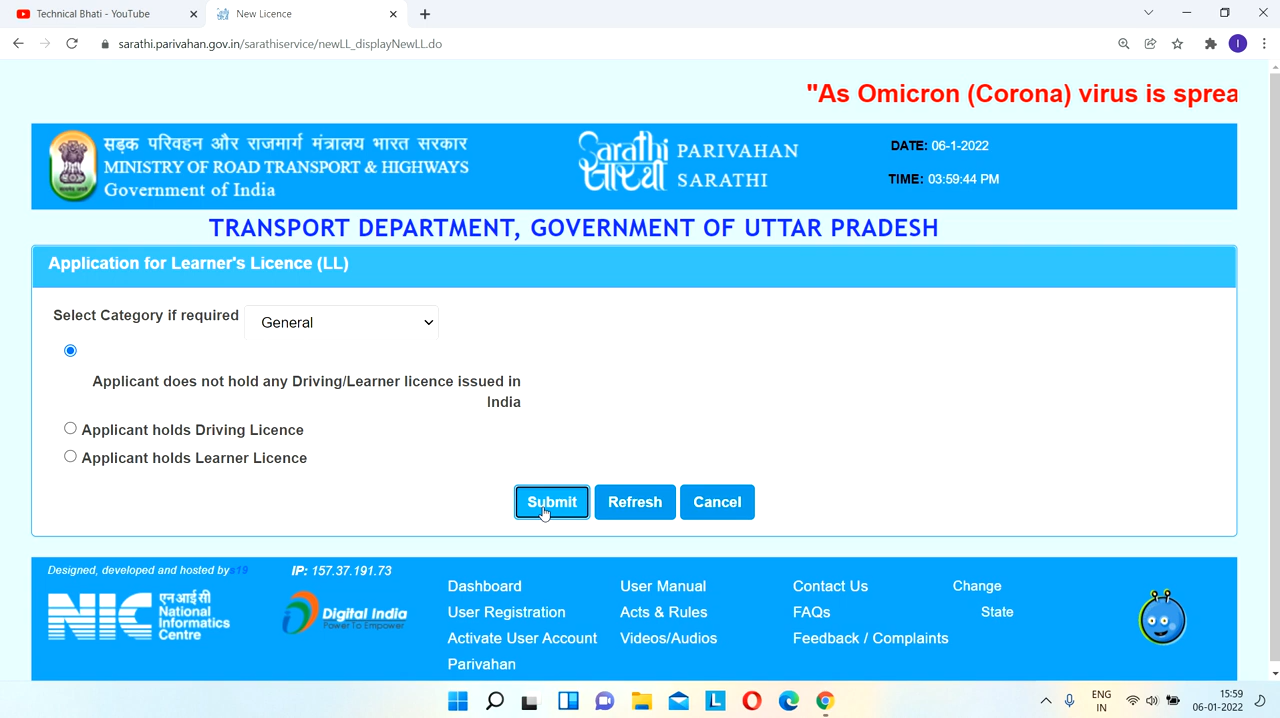 Technical Bhati - YouTube
New Licence
sarathi.parivahan.gov.in/sarathiservice/newLL_displayNewLL.do
I
"As Omicron (Corona) virus is sprea
सड़क परिवहन और राजमार्ग मंत्रालय भारत सरकार
MINISTRY OF ROAD TRANSPORT & HIGHWAYS
Government of India
Sarathi
सारथी
PARIVAHAN
SARATHI
DATE: 06-1-2022
TIME: 03:59:44 PM
TRANSPORT DEPARTMENT, GOVERNMENT OF UTTAR PRADESH
Application for Learner's Licence (LL)
Select Category if required
General
Applicant does not hold any Driving/Learner licence issued in
India
Applicant holds Driving Licence
Applicant holds Learner Licence
Submit
Refresh
Cancel
Designed, developed and hosted by s19
IP: 157.37.191.73
NIC
एन आई सी
National
Informatics
Centre
Digital India
Power To Empower
Dashboard
User Registration
Activate User Account
Parivahan
User Manual
Acts & Rules
Videos/Audios
Contact Us
FAQs
Feedback / Complaints
Change
State
L
ENG
IN
15:59
06-01-2022